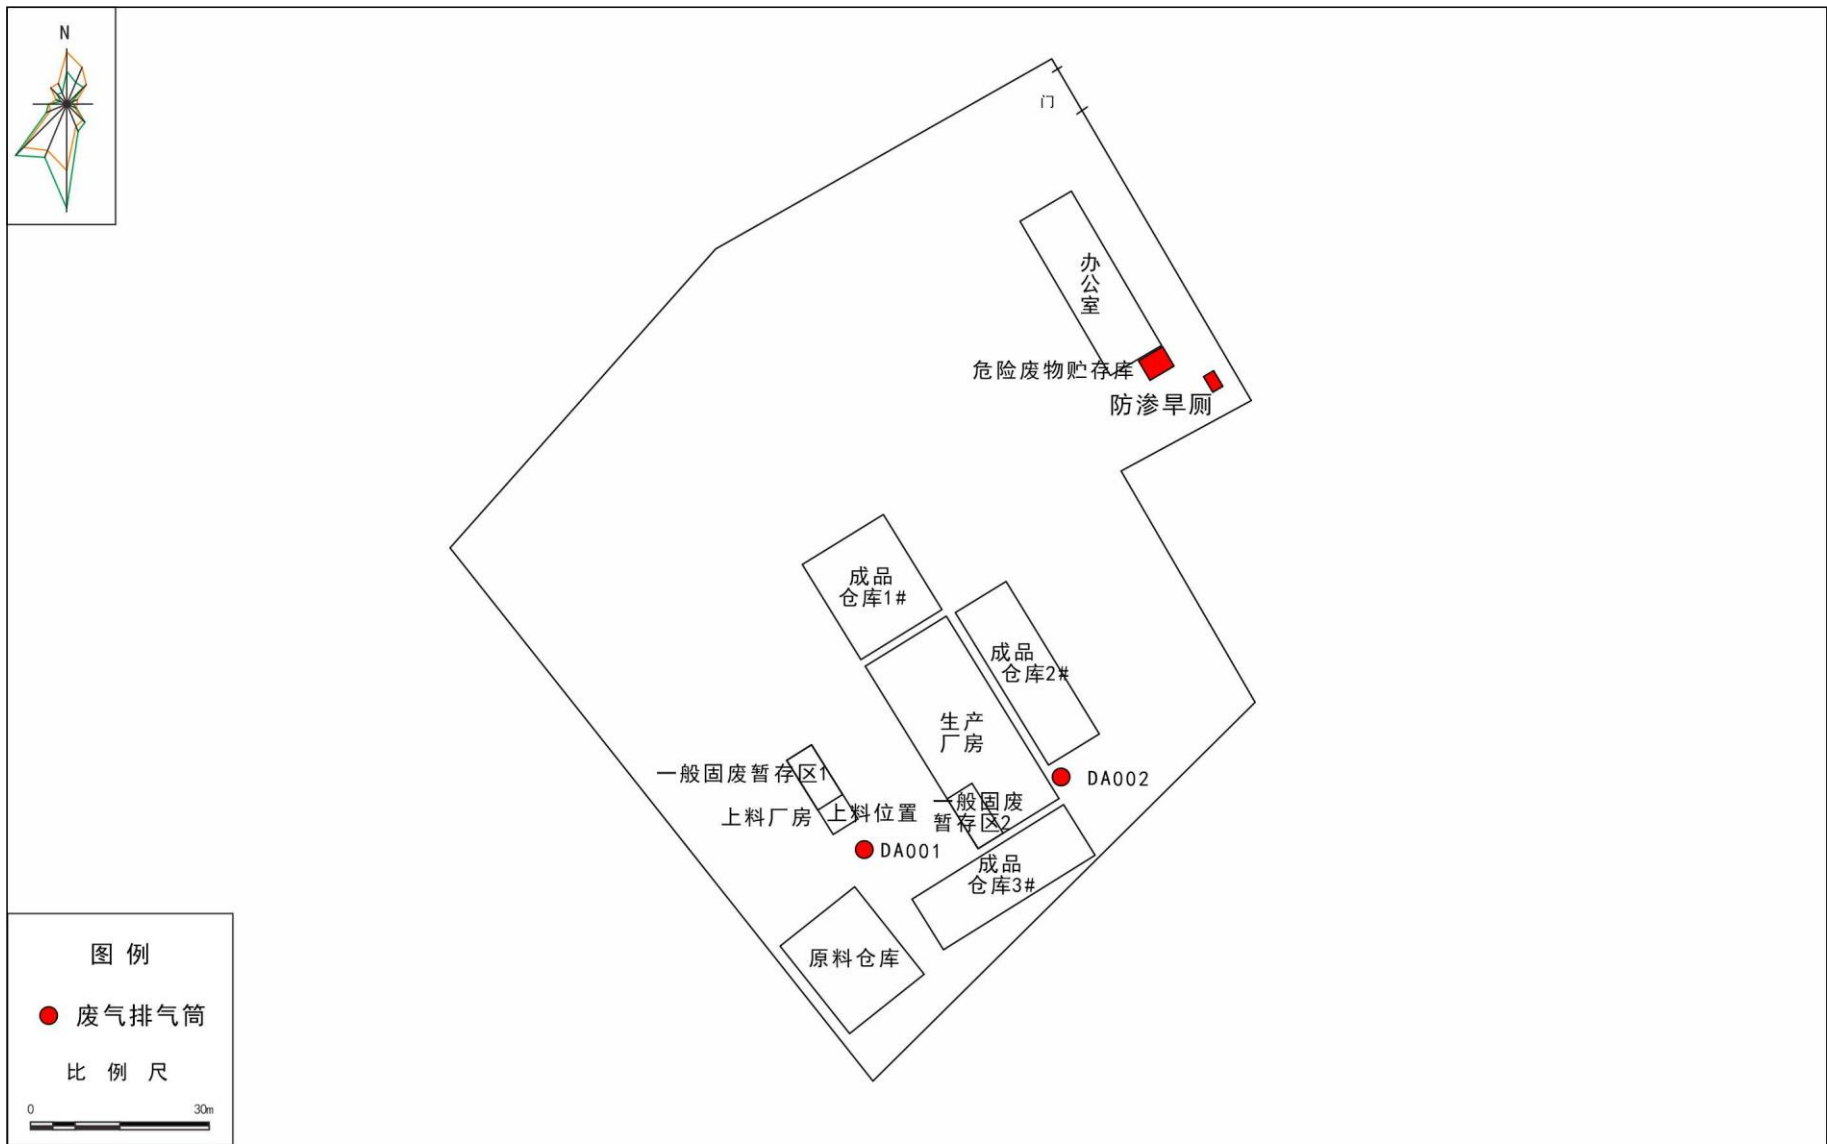 N
门
办
公
室
危险废物贮存库
防渗旱厕
成品
仓库1#
成品
仓库2#
生产
厂房
一般固废暂存区1
上料厂房
上料位置
一般固废
暂存区2
DA002
DA001
成品
仓库3#
原料仓库
图 例
废气排气筒
比 例 尺
0 30m